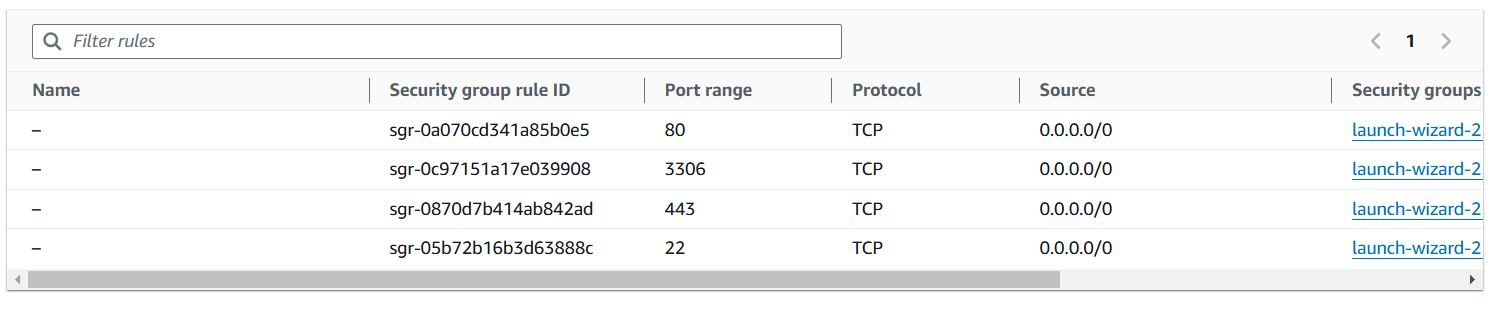 Filter rules 1
Name Security group rule ID Port range Protocol Source Security groups
– sgr-0a070cd341a85b0e5 80 TCP 0.0.0.0/0 launch-wizard-2
– sgr-0c97151a17e039908 3306 TCP 0.0.0.0/0 launch-wizard-2
– sgr-0870d7b414ab842ad 443 TCP 0.0.0.0/0 launch-wizard-2
– sgr-05b72b16b3d63888c 22 TCP 0.0.0.0/0 launch-wizard-2